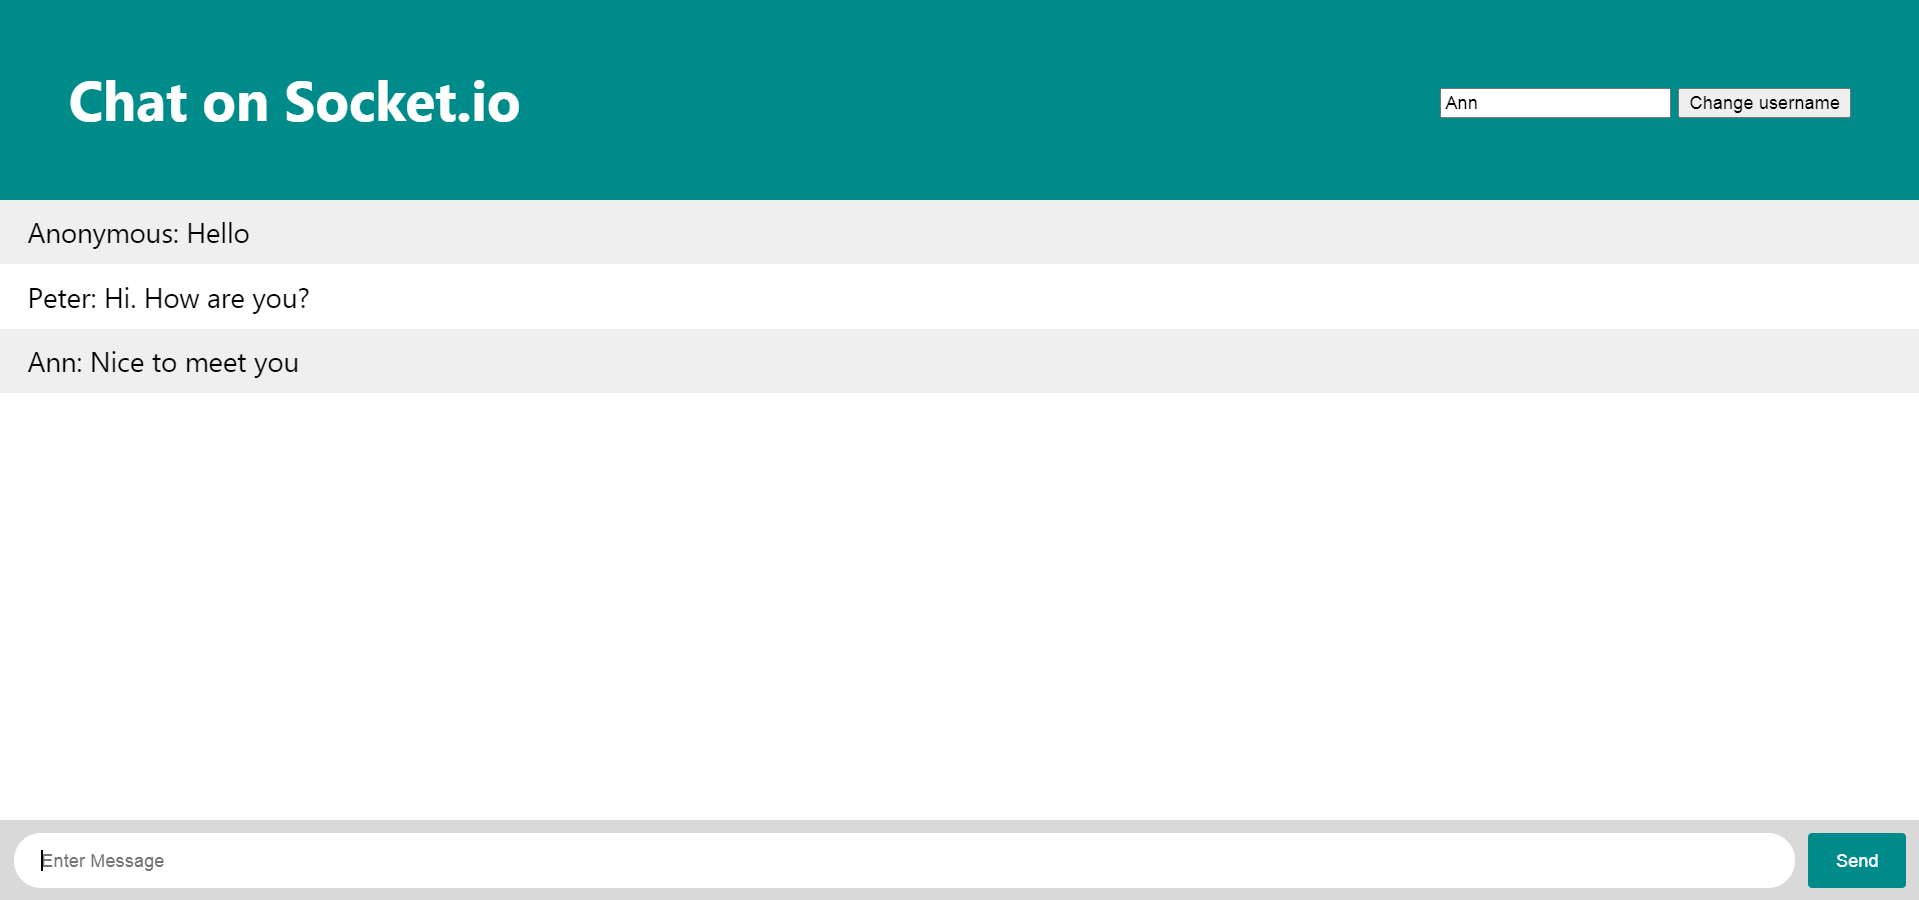 Chat on Socket.io
Ann
Change username
Anonymous: Hello
Peter: Hi. How are you?
Ann: Nice to meet you
Enter Message
Send